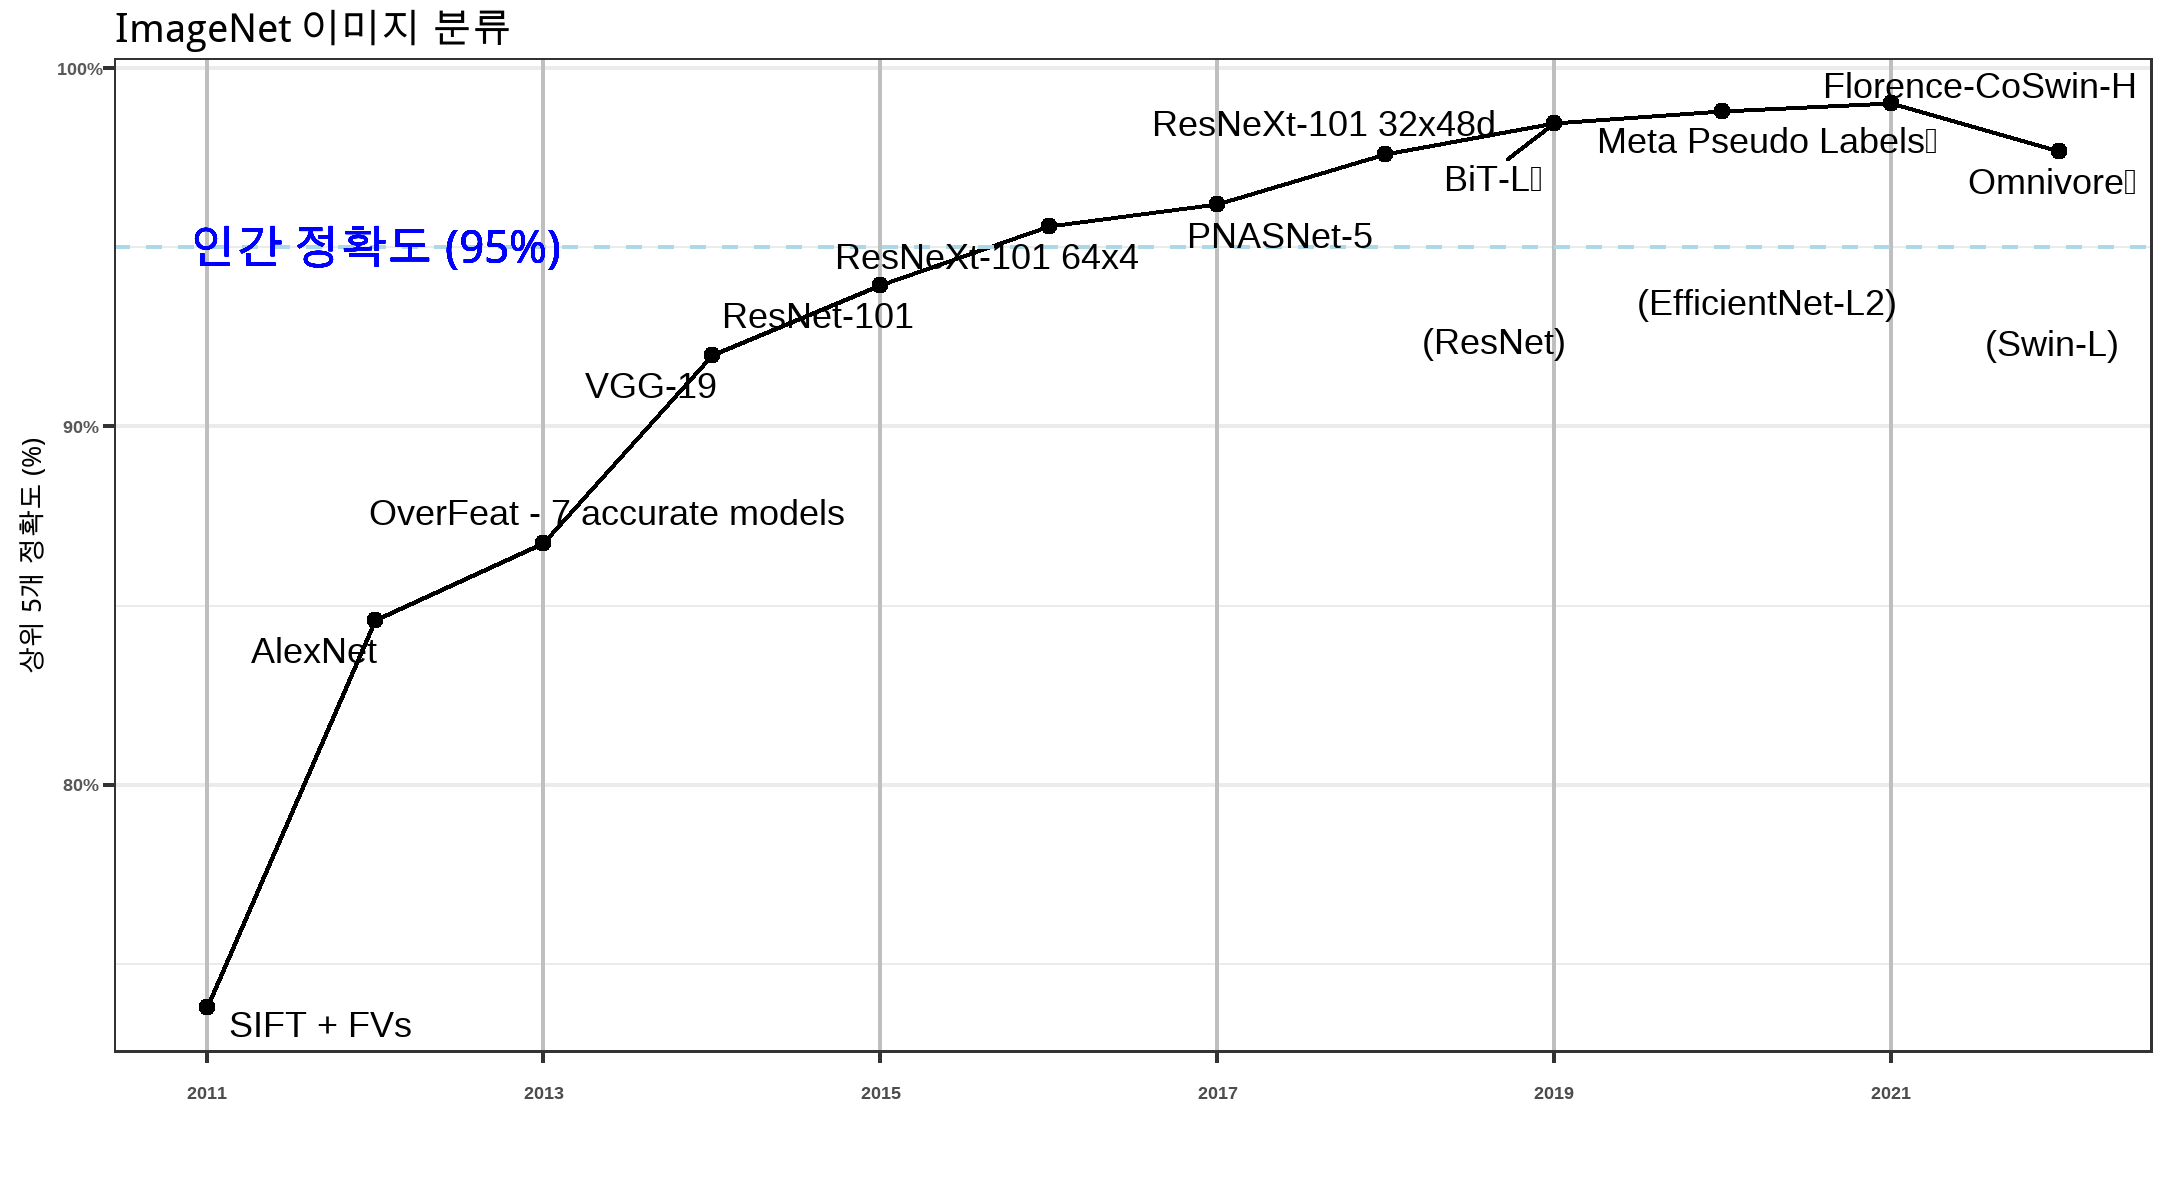 ImageNet 이미지 분류
100%
Florence-CoSwin-H
ResNeXt-101 32x48d
Meta Pseudo Labels
BiT-L
Omnivore
인간 정확도 (95%)
PNASNet-5
ResNeXt-101 64x4
(EfficientNet-L2)
ResNet-101
(ResNet)
(Swin-L)
VGG-19
90%
상위 5개 정확도 (%)
OverFeat - 7 accurate models
AlexNet
80%
SIFT + FVs
2011 2013 2015 2017 2019 2021